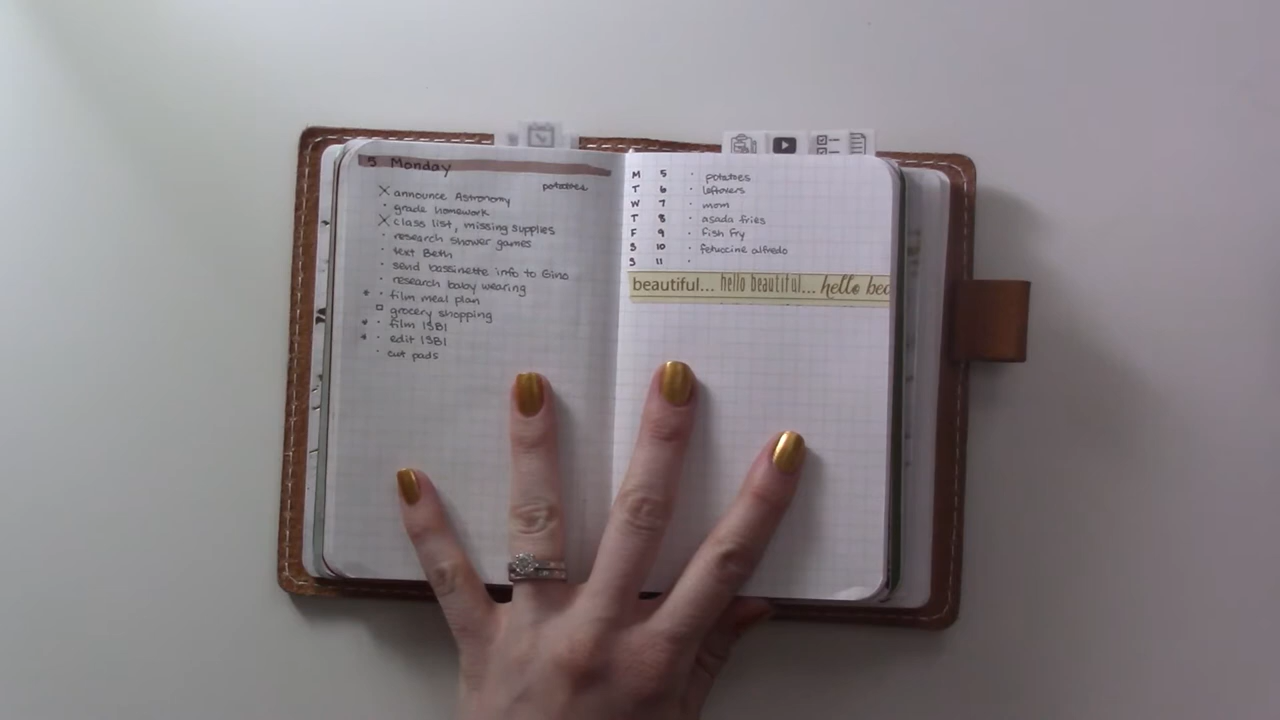 5 Monday
potatoes
X announce Astronomy
· grade homework
X class list, missing supplies
· research shower games
· text Beth
· send bassinette info to Gino
· research baby wearing
* · film meal plan
□ grocery shopping
* · film ISBI
* · edit ISBI
· cut pads
M 5 · potatoes
T 6 · leftovers
W 7 · mom
T 8 · asada fries
F 9 · fish fry
S 10 · fetuccine alfredo
S 11 ·
beautiful... hello beautiful... hello bea